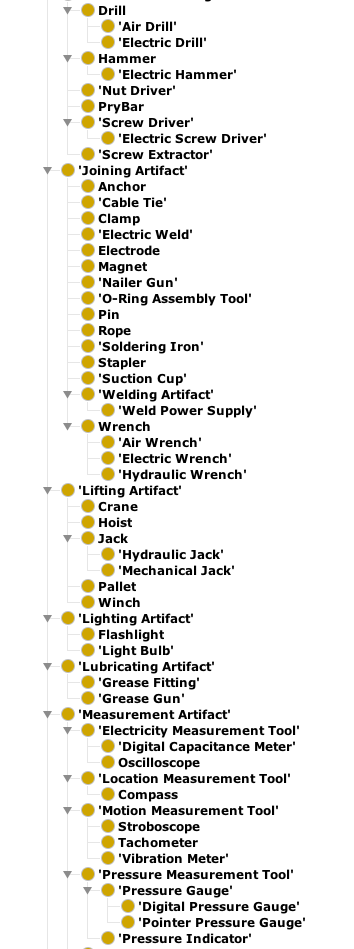 Drill
'Air Drill'
'Electric Drill'
Hammer
'Electric Hammer'
'Nut Driver'
PryBar
'Screw Driver'
'Electric Screw Driver'
'Screw Extractor'
'Joining Artifact'
Anchor
'Cable Tie'
Clamp
'Electric Weld'
Electrode
Magnet
'Nailer Gun'
'O-Ring Assembly Tool'
Pin
Rope
'Soldering Iron'
Stapler
'Suction Cup'
'Welding Artifact'
'Weld Power Supply'
Wrench
'Air Wrench'
'Electric Wrench'
'Hydraulic Wrench'
'Lifting Artifact'
Crane
Hoist
Jack
'Hydraulic Jack'
'Mechanical Jack'
Pallet
Winch
'Lighting Artifact'
Flashlight
'Light Bulb'
'Lubricating Artifact'
'Grease Fitting'
'Grease Gun'
'Measurement Artifact'
'Electricity Measurement Tool'
'Digital Capacitance Meter'
Oscilloscope
'Location Measurement Tool'
Compass
'Motion Measurement Tool'
Stroboscope
Tachometer
'Vibration Meter'
'Pressure Measurement Tool'
'Pressure Gauge'
'Digital Pressure Gauge'
'Pointer Pressure Gauge'
'Pressure Indicator'